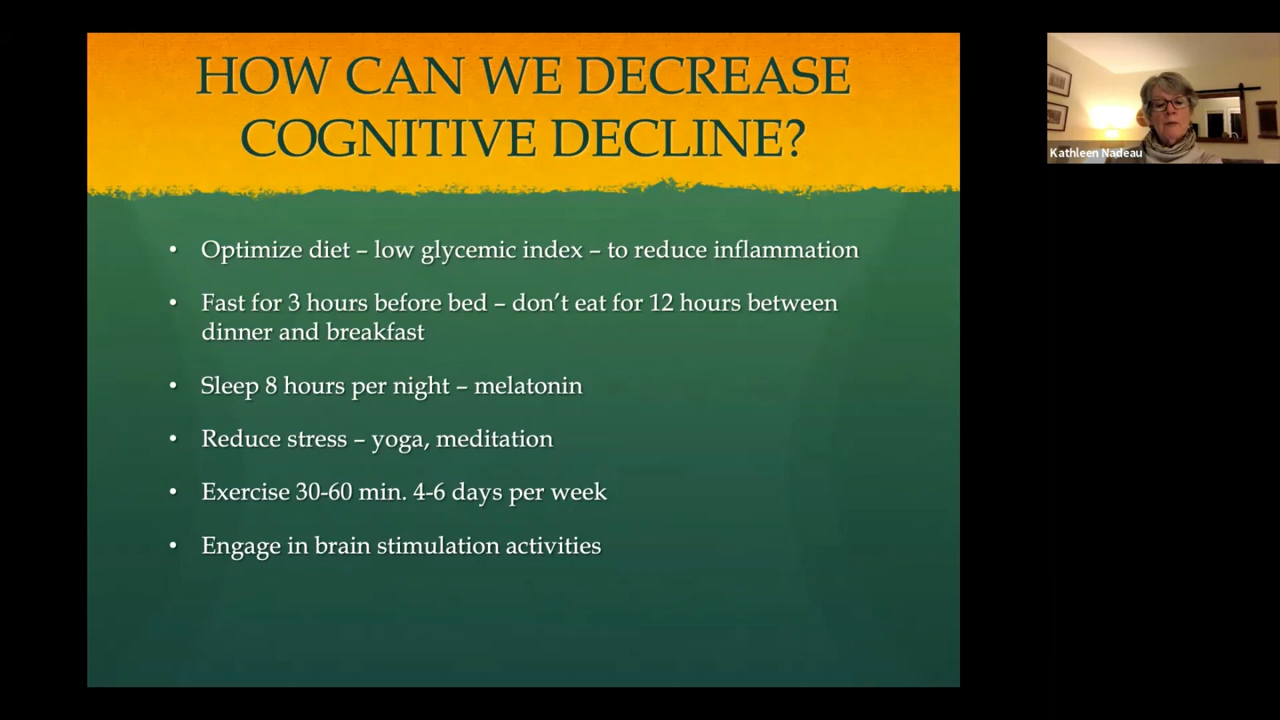 HOW CAN WE DECREASE
COGNITIVE DECLINE?
• Optimize diet – low glycemic index – to reduce inflammation
• Fast for 3 hours before bed – don’t eat for 12 hours between
dinner and breakfast
• Sleep 8 hours per night – melatonin
• Reduce stress – yoga, meditation
• Exercise 30-60 min. 4-6 days per week
• Engage in brain stimulation activities
Kathleen Nadeau